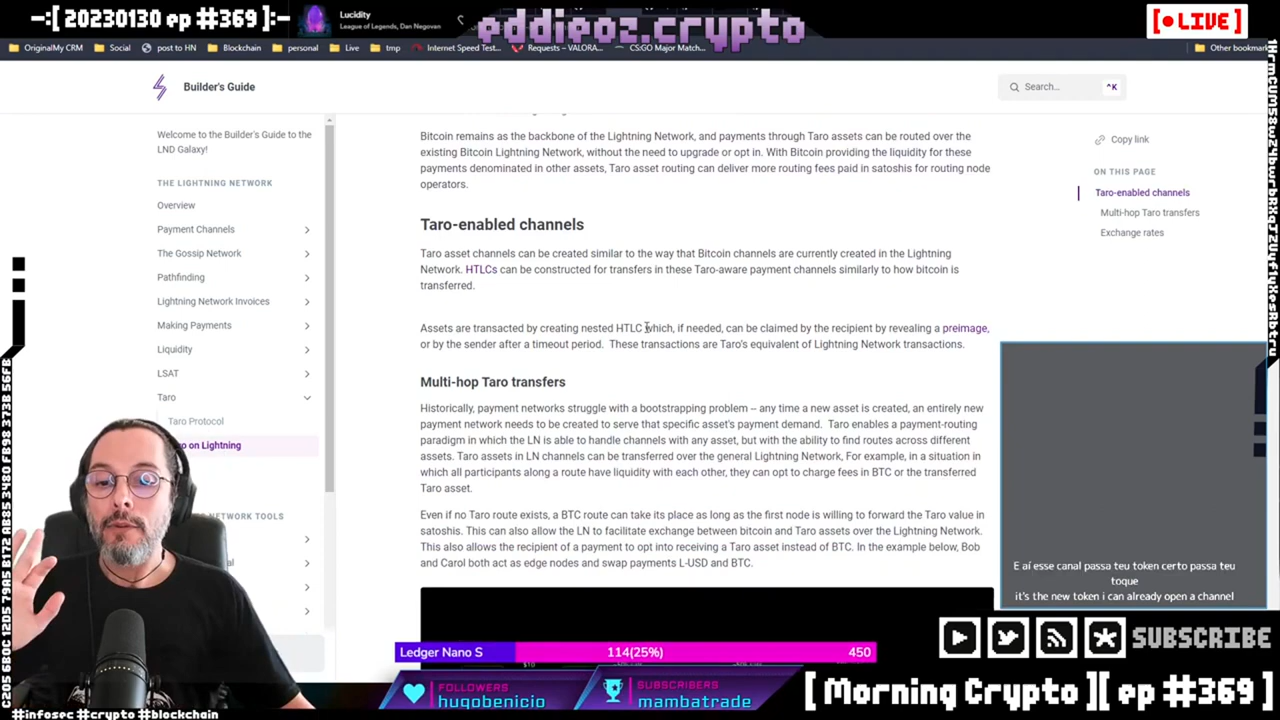 -:[ 20230130 ep #369 ]:-
Lucidity
League of Legends, Dan Negovan
eddieoz.crypto
[ ● LIVE ]
OriginalMy CRM
Social
post to HN
Blockchain
personal
Live
tmp
Internet Speed Test...
Requests – VALORA...
CS:GO Major Match...
Other bookmark
Builder's Guide
Search...
^K
Welcome to the Builder's Guide to the
LND Galaxy!
THE LIGHTNING NETWORK
Overview
Payment Channels
The Gossip Network
Pathfinding
Lightning Network Invoices
Making Payments
Liquidity
LSAT
Taro
Taro Protocol
o on Lightning
NETWORK TOOLS
Bitcoin remains as the backbone of the Lightning Network, and payments through Taro assets can be routed over the
existing Bitcoin Lightning Network, without the need to upgrade or opt in. With Bitcoin providing the liquidity for these
payments denominated in other assets, Taro asset routing can deliver more routing fees paid in satoshis for routing node
operators.
Taro-enabled channels
Taro asset channels can be created similar to the way that Bitcoin channels are currently created in the Lightning
Network. HTLCs can be constructed for transfers in these Taro-aware payment channels similarly to how bitcoin is
transferred.
Assets are transacted by creating nested HTLC which, if needed, can be claimed by the recipient by revealing a preimage,
or by the sender after a timeout period. These transactions are Taro's equivalent of Lightning Network transactions.
Multi-hop Taro transfers
Historically, payment networks struggle with a bootstrapping problem – any time a new asset is created, an entirely new
payment network needs to be created to serve that specific asset's payment demand. Taro enables a payment-routing
paradigm in which the LN is able to handle channels with any asset, but with the ability to find routes across different
assets. Taro assets in LN channels can be transferred over the general Lightning Network, For example, in a situation in
which all participants along a route have liquidity with each other, they can opt to charge fees in BTC or the transferred
Taro asset.
Even if no Taro route exists, a BTC route can take its place as long as the first node is willing to forward the Taro value in
satoshis. This can also allow the LN to facilitate exchange between bitcoin and Taro assets over the Lightning Network.
This also allows the recipient of a payment to opt into receiving a Taro asset instead of BTC. In the example below, Bob
and Carol both act as edge nodes and swap payments L-USD and BTC.
Copy link
ON THIS PAGE
Taro-enabled channels
Multi-hop Taro transfers
Exchange rates
E aí esse canal passa teu token certo passa teu
toque
it's the new token i can already open a channel
Ledger Nano S
114(25%)
450
FOLLOWERS
hugobenicio
SUBSCRIBERS
mambatrade
SUBSCRIBE
[ Morning Crypto ][ ep #369 ]
#infosec #crypto #blockchain